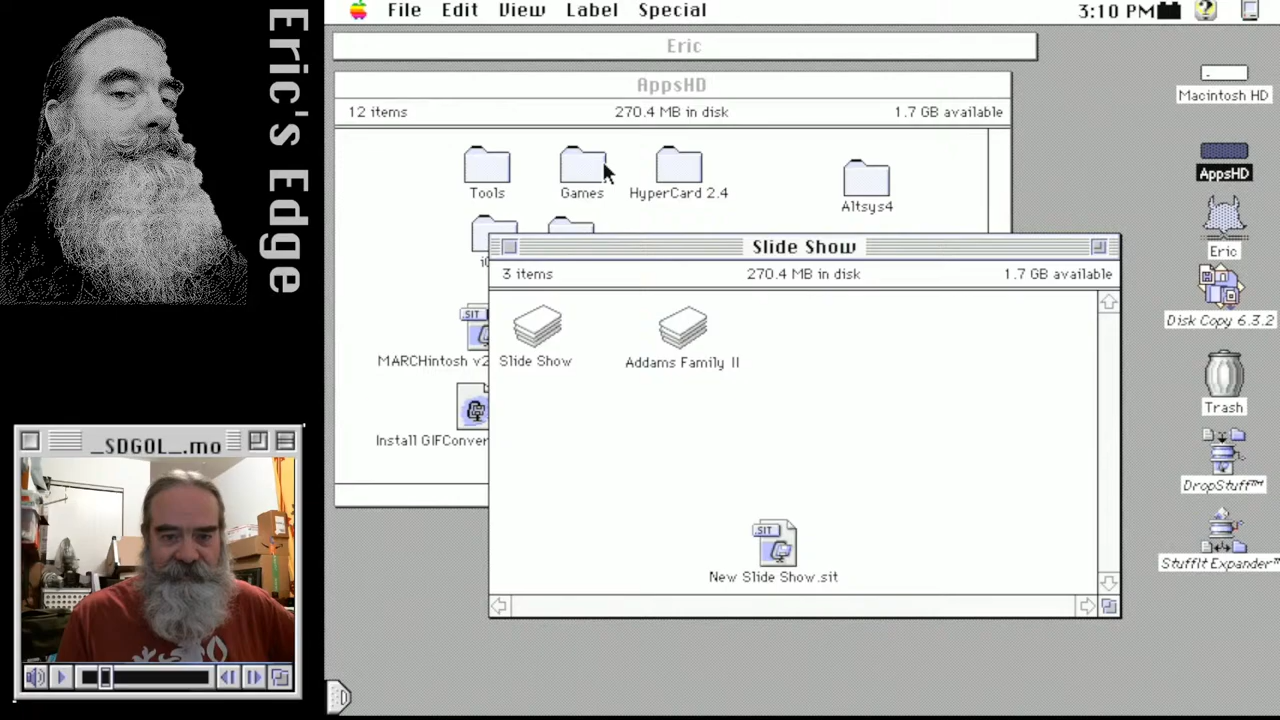 Eric's Edge
File Edit View Label Special
3:10 PM
Eric
AppsHD
12 items 270.4 MB in disk 1.7 GB available
Tools
Games
HyperCard 2.4
Altsys4
MARCHintosh v2
Install GIFConver
Slide Show
3 items 270.4 MB in disk 1.7 GB available
Slide Show
Addams Family II
SIT
New Slide Show.sit
SIT
Macintosh HD
AppsHD
Eric
Disk Copy 6.3.2
Trash
DropStuff™
StuffIt Expander™
_SDGOL_.mo